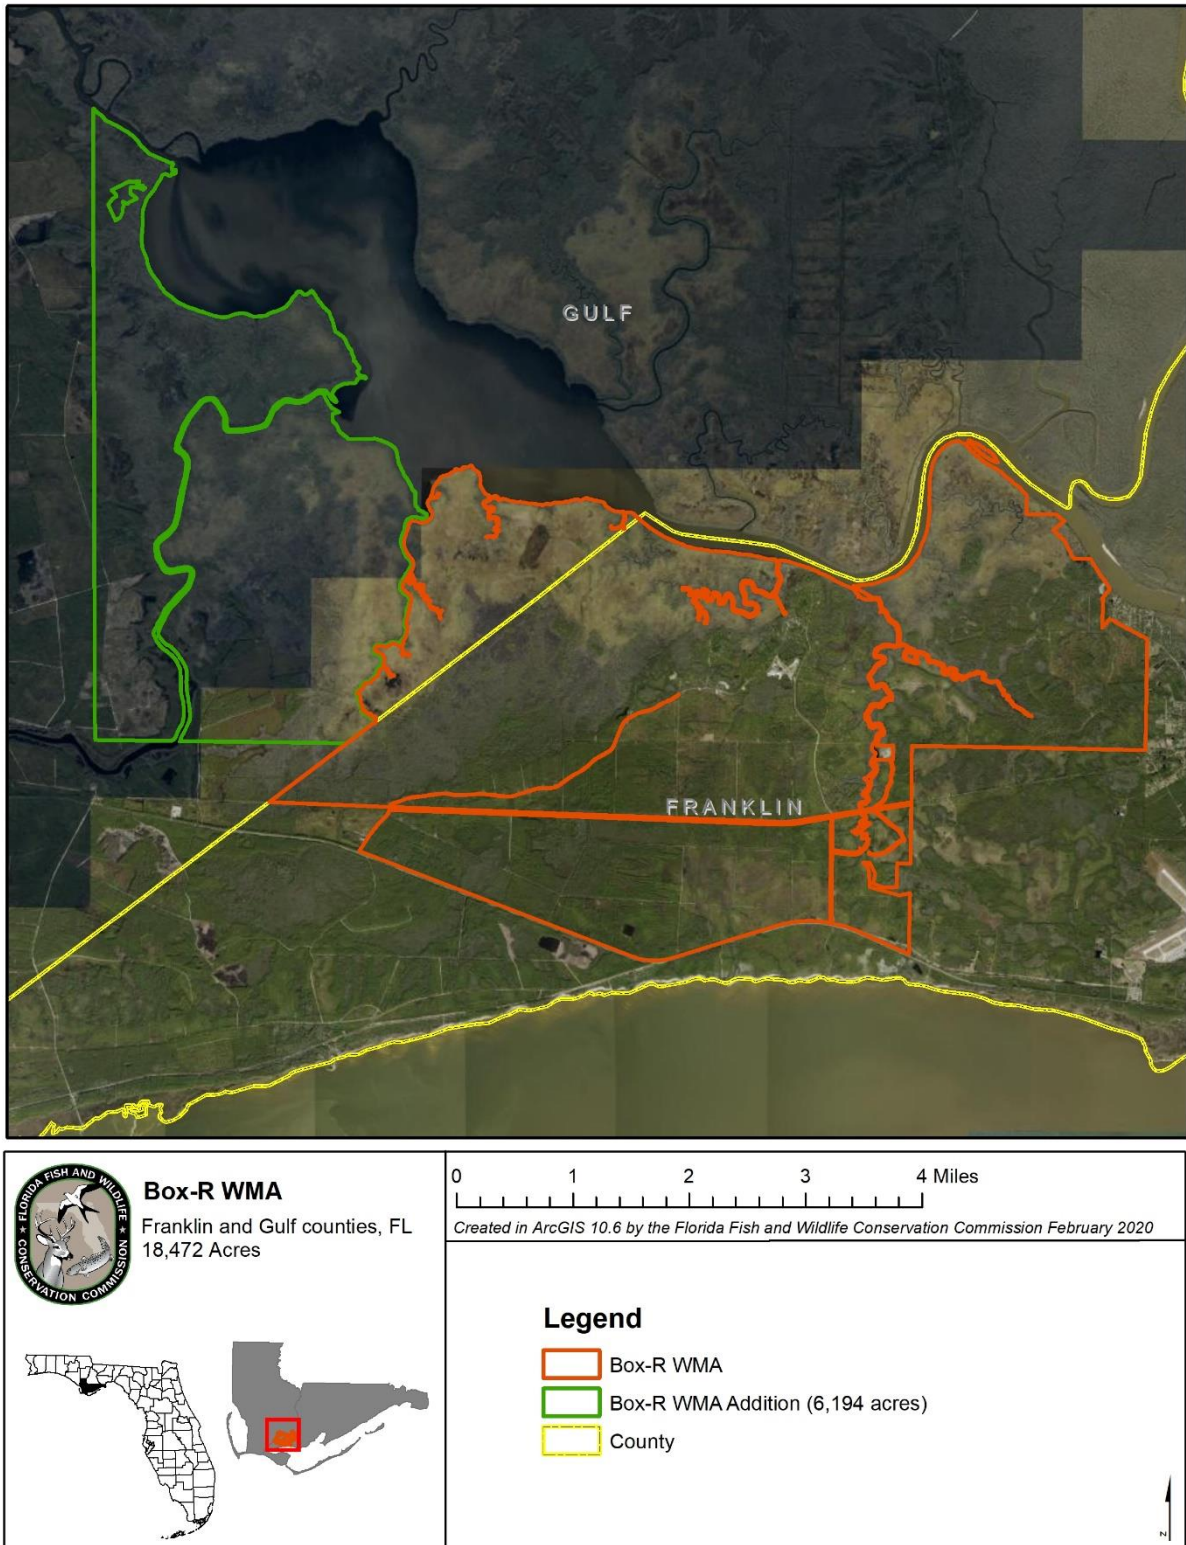 GULF
FRANKLIN
FLORIDA FISH AND WILDLIFE
CONSERVATION COMMISSION
Box-R WMA
Franklin and Gulf counties, FL
18,472 Acres
0 1 2 3 4 Miles
Created in ArcGIS 10.6 by the Florida Fish and Wildlife Conservation Commission February 2020
Legend
Box-R WMA
Box-R WMA Addition (6,194 acres)
County
N